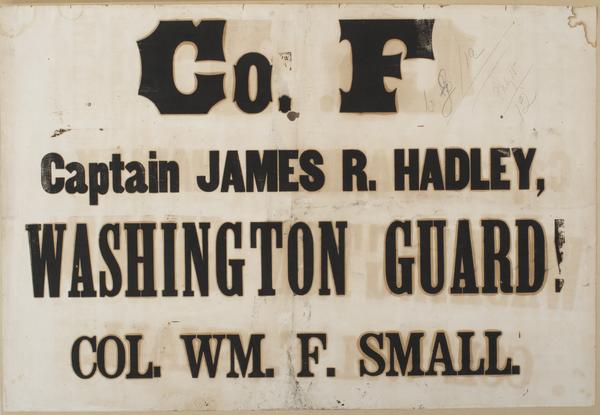 Co. F
Captain JAMES R. HADLEY,
WASHINGTON GUARD!
COL. WM. F. SMALL.